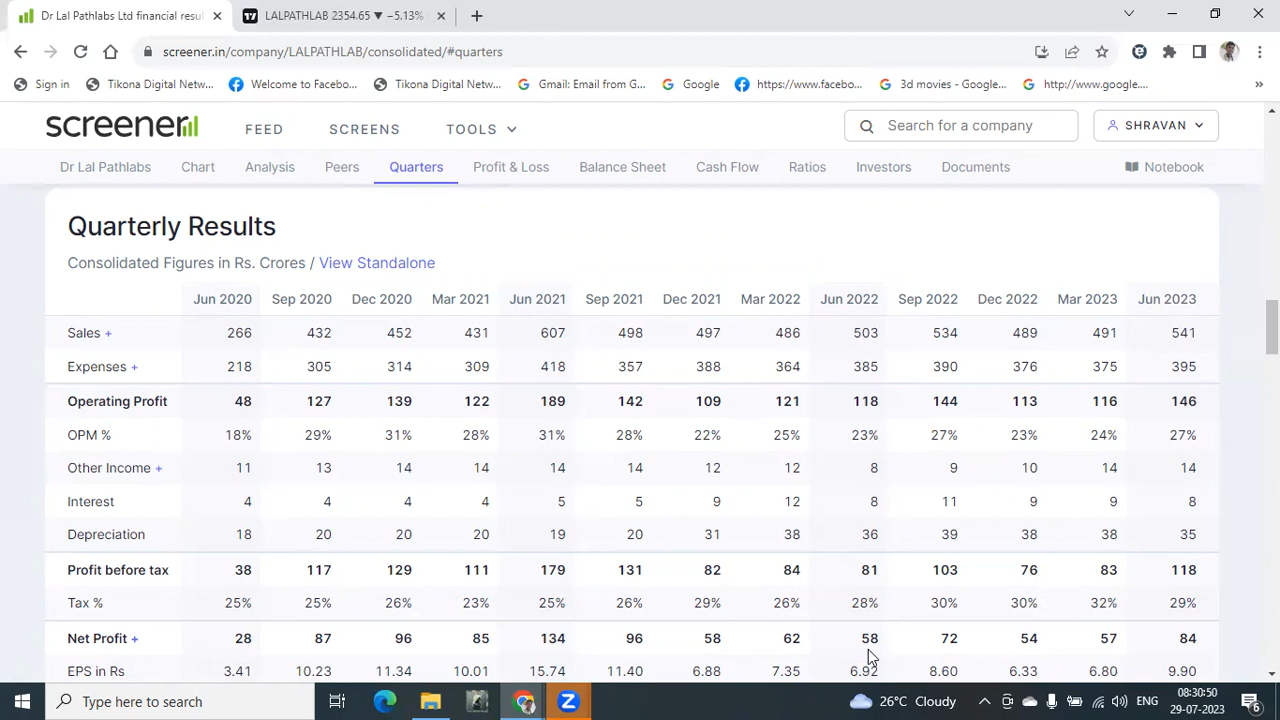 Dr Lal Pathlabs Ltd financial resul
LALPATHLAB 2354.65 ▼ −5.13%
screener.in/company/LALPATHLAB/consolidated/#quarters
Sign in Tikona Digital Netw... Welcome to Facebo... Tikona Digital Netw... Gmail: Email from G... Google https://www.facebo... 3d movies - Google... http://www.google....
screener FEED SCREENS TOOLS Search for a company SHRAVAN
Dr Lal Pathlabs Chart Analysis Peers Quarters Profit & Loss Balance Sheet Cash Flow Ratios Investors Documents Notebook
Quarterly Results
Consolidated Figures in Rs. Crores / View Standalone
Jun 2020 Sep 2020 Dec 2020 Mar 2021 Jun 2021 Sep 2021 Dec 2021 Mar 2022 Jun 2022 Sep 2022 Dec 2022 Mar 2023 Jun 2023
Sales + 266 432 452 431 607 498 497 486 503 534 489 491 541
Expenses + 218 305 314 309 418 357 388 364 385 390 376 375 395
Operating Profit 48 127 139 122 189 142 109 121 118 144 113 116 146
OPM % 18% 29% 31% 28% 31% 28% 22% 25% 23% 27% 23% 24% 27%
Other Income + 11 13 14 14 14 14 12 12 8 9 10 14 14
Interest 4 4 4 4 5 5 9 12 8 11 9 9 8
Depreciation 18 20 20 20 19 20 31 38 36 39 38 38 35
Profit before tax 38 117 129 111 179 131 82 84 81 103 76 83 118
Tax % 25% 25% 26% 23% 25% 26% 29% 26% 28% 30% 30% 32% 29%
Net Profit + 28 87 96 85 134 96 58 62 58 72 54 57 84
EPS in Rs 3.41 10.23 11.34 10.01 15.74 11.40 6.88 7.35 6.92 8.60 6.33 6.80 9.90
Type here to search 26°C Cloudy ENG 08:30:50
29-07-2023 6